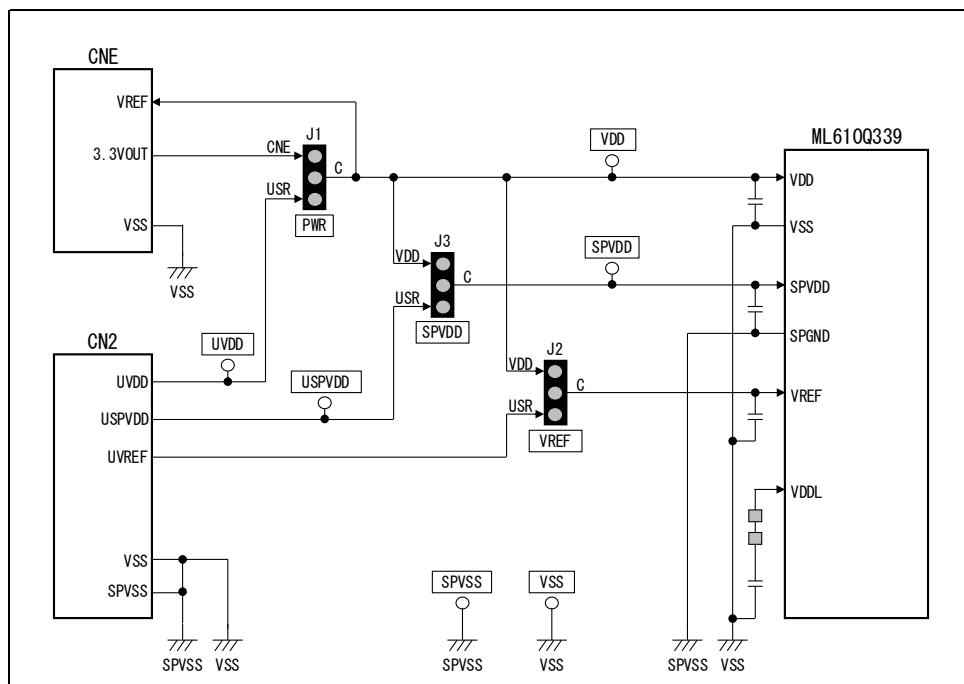 CNE
VREF
3.3VOUT
VSS
VSS
J1
CNE
C
USR
PWR
VDD
ML610Q339
VDD
VSS
SPVDD
SPGND
VREF
VDDL
J3
VDD
C
USR
SPVDD
SPVDD
J2
VDD
C
USR
VREF
CN2
UVDD
USPVDD
UVREF
VSS
SPVSS
UVDD
USPVDD
SPVSS
VSS
SPVSS
SPVSS
VSS
VSS
SPVSS
VSS